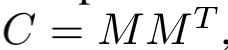 C = MM^T,